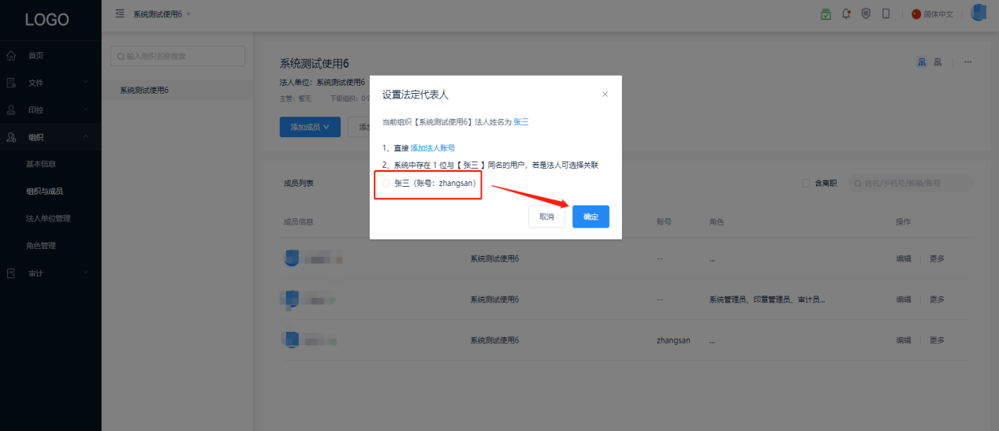 LOGO
系统测试使用6
简体中文
首页
文件
印控
组织
基本信息
组织与成员
法人单位管理
角色管理
审计
输入组织名称搜索
系统测试使用6
系统测试使用6
法人单位：系统测试使用6
主管：暂无 下级组织：0
添加成员
设置法定代表人
当前组织【系统测试使用6】法人姓名为 张三
1、直接 添加法人账号
2、系统中存在 1 位与【 张三 】同名的用户，若是法人可选择关联
张三（账号：zhangsan）
取消 确定
成员列表 含离职 姓名/手机号/邮箱/账号
成员信息 账号 角色 操作
系统测试使用6 -- ... 编辑 更多
系统测试使用6 -- 系统管理员、印章管理员、审计员... 编辑 更多
系统测试使用6 zhangsan ... 编辑 更多